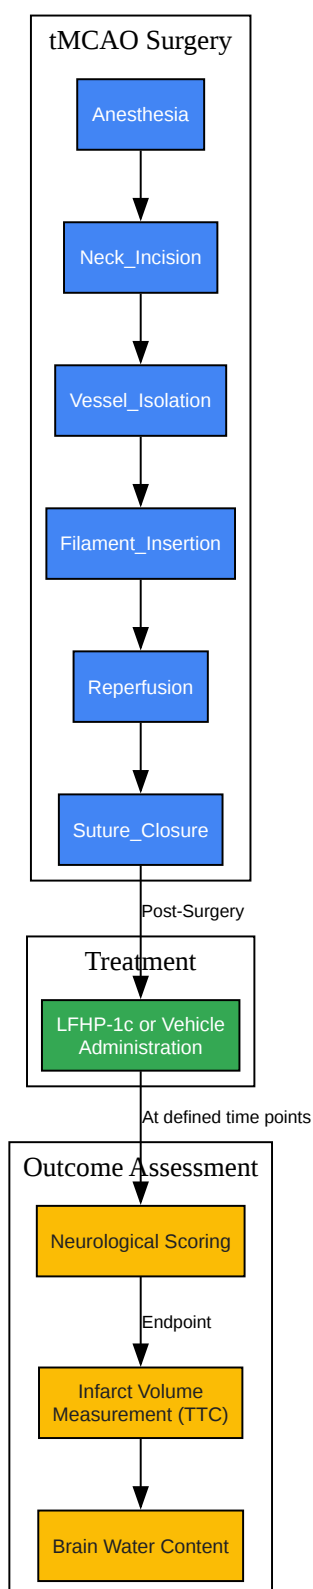 tMCAO Surgery
Anesthesia
Neck_Incision
Vessel_Isolation
Filament_Insertion
Reperfusion
Suture_Closure
Post-Surgery
Treatment
LFHP-1c or Vehicle
Administration
At defined time points
Outcome Assessment
Neurological Scoring
Endpoint
Infarct Volume
Measurement (TTC)
Brain Water Content